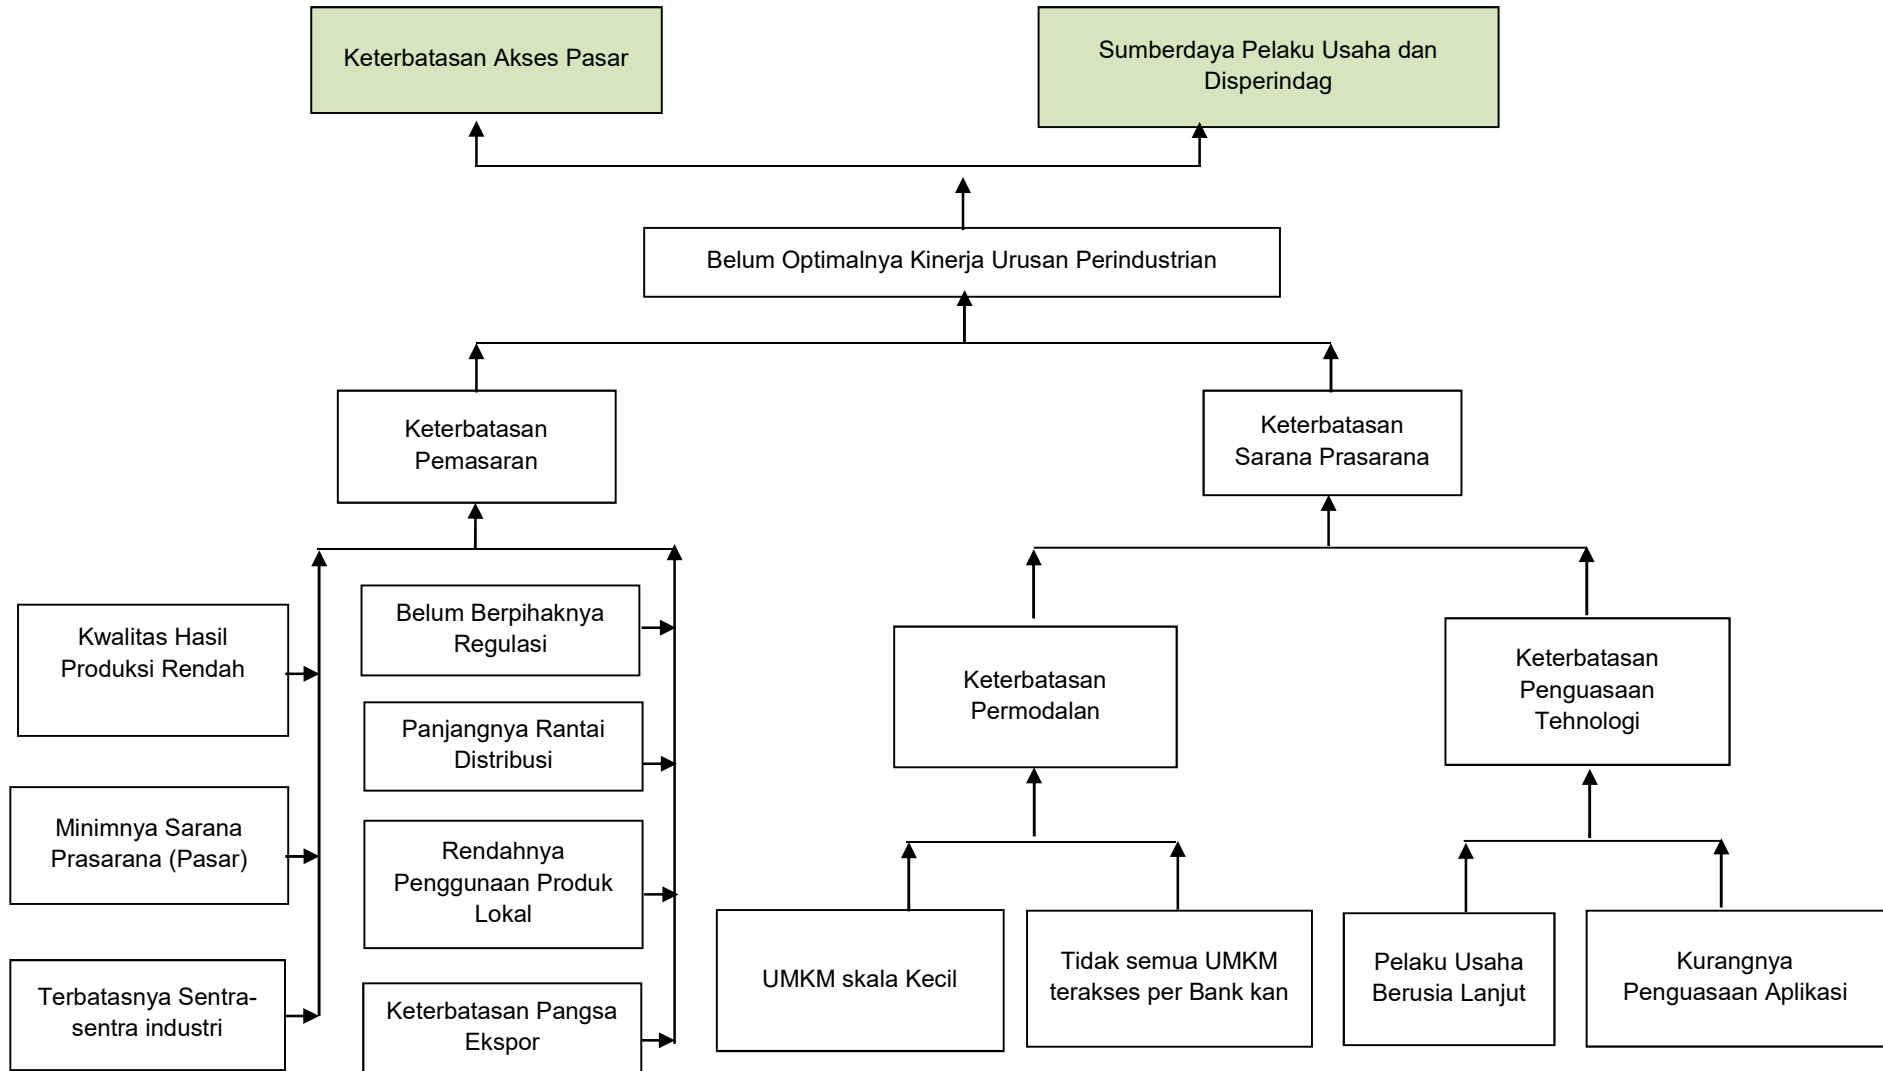 Keterbatasan Akses Pasar
Sumberdaya Pelaku Usaha dan
Disperindag
Belum Optimalnya Kinerja Urusan Perindustrian
Keterbatasan
Pemasaran
Keterbatasan
Sarana Prasarana
Kwalitas Hasil
Produksi Rendah
Minimnya Sarana
Prasarana (Pasar)
Terbatasnya Sentra-
sentra industri
Belum Berpihaknya
Regulasi
Panjangnya Rantai
Distribusi
Rendahnya
Penggunaan Produk
Lokal
Keterbatasan Pangsa
Ekspor
Keterbatasan
Permodalan
Keterbatasan
Penguasaan
Tehnologi
UMKM skala Kecil
Tidak semua UMKM
terakses per Bank kan
Pelaku Usaha
Berusia Lanjut
Kurangnya
Penguasaan Aplikasi